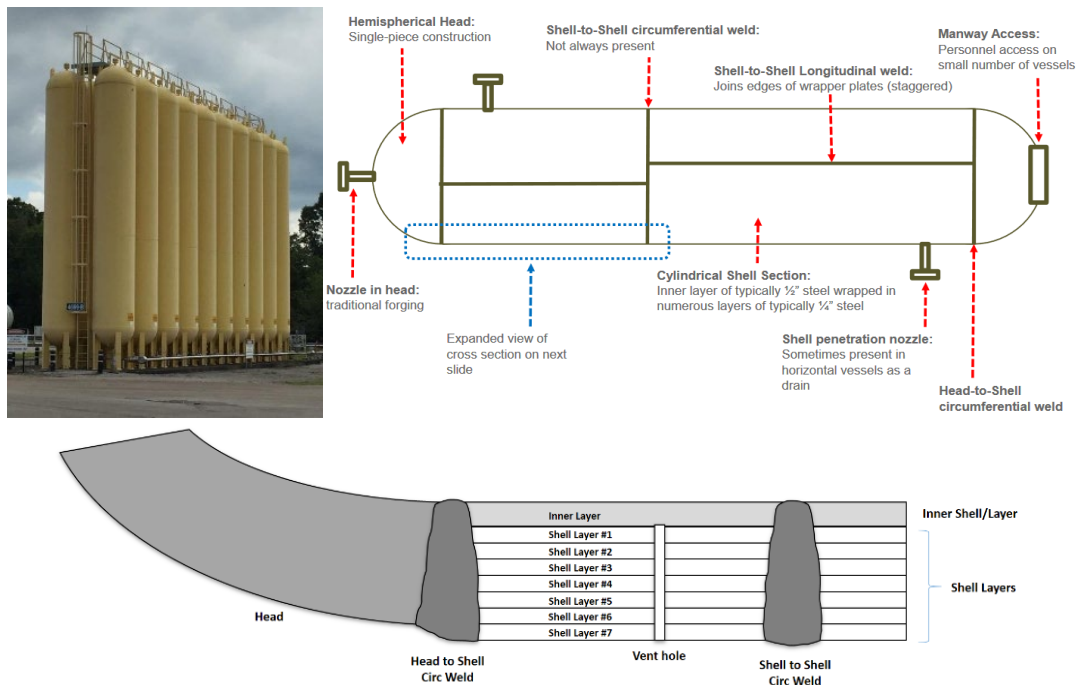 Hemispherical Head:
Single-piece construction
Shell-to-Shell circumferential weld:
Not always present
Manway Access:
Personnel access on
small number of vessels
Shell-to-Shell Longitudinal weld:
Joins edges of wrapper plates (staggered)
Nozzle in head:
traditional forging
Cylindrical Shell Section:
Inner layer of typically ½” steel wrapped in
numerous layers of typically ¼” steel
Expanded view of
cross section on next
slide
Shell penetration nozzle:
Sometimes present in
horizontal vessels as a
drain
Head-to-Shell
circumferential weld
Inner Layer
Inner Shell/Layer
Shell Layer #1
Shell Layer #2
Shell Layer #3
Shell Layer #4
Shell Layer #5
Shell Layer #6
Shell Layer #7
Shell Layers
Head
Head to Shell
Circ Weld
Vent hole
Shell to Shell
Circ Weld